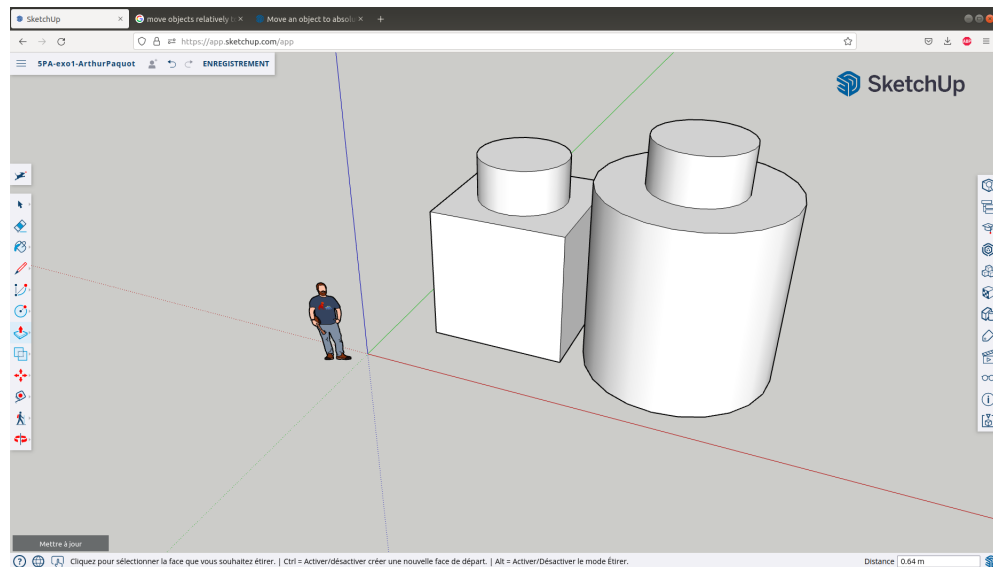 SketchUp
move objects relatively t
Move an object to absol
https://app.sketchup.com/app
5PA-exo1-ArthurPaquot
ENREGISTREMENT
SketchUp
Mettre à jour
Cliquez pour sélectionner la face que vous souhaitez étirer. | Ctrl = Activer/désactiver créer une nouvelle face de départ. | Alt = Activer/Désactiver le mode Étirer.
Distance 0.64 m